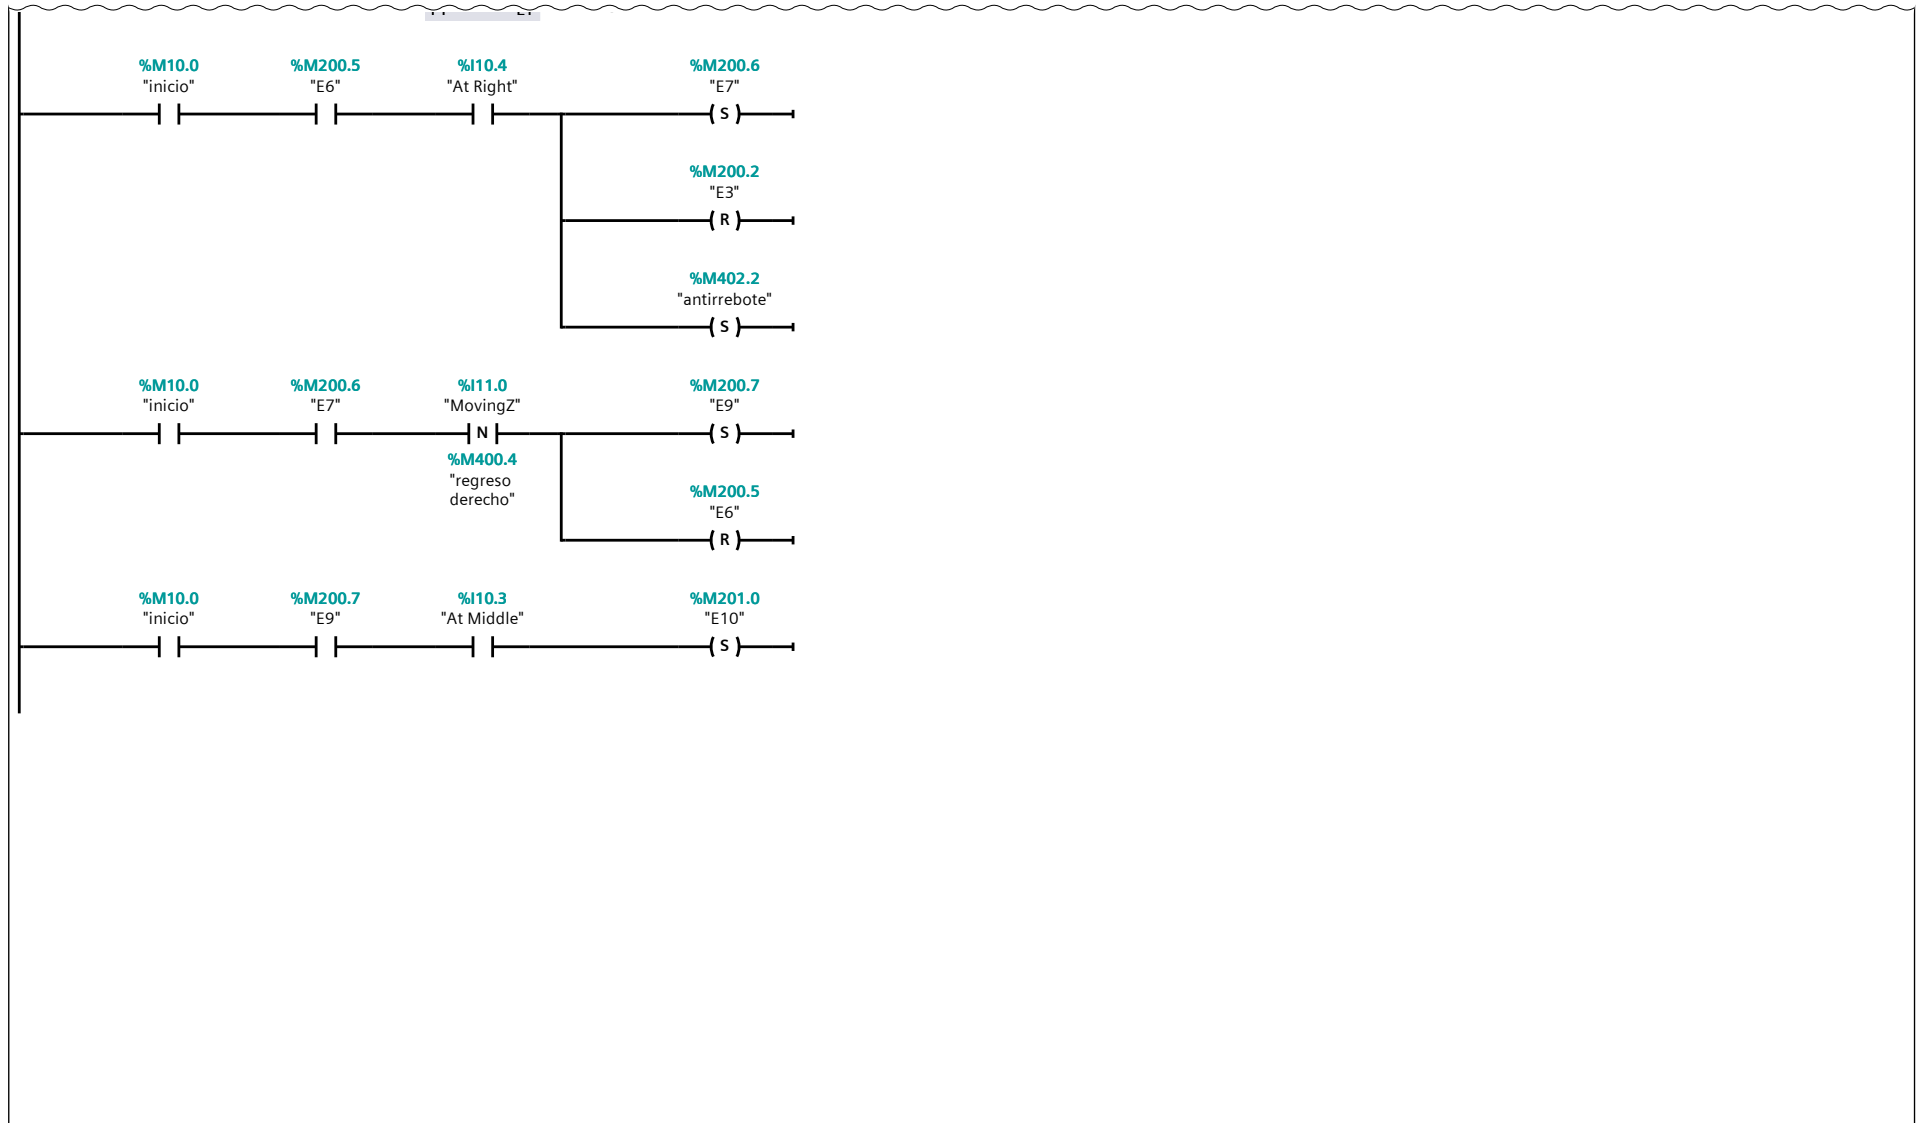 %M10.0 %M200.5 %I10.4 %M200.6
"inicio" "E6" "At Right" "E7"
S
%M200.2
"E3"
R
%M402.2
"antirrebote"
S
%M10.0 %M200.6 %I11.0 %M200.7
"inicio" "E7" "MovingZ" "E9"
N S
%M400.4
"regreso
derecho"
%M200.5
"E6"
R
%M10.0 %M200.7 %I10.3 %M201.0
"inicio" "E9" "At Middle" "E10"
S